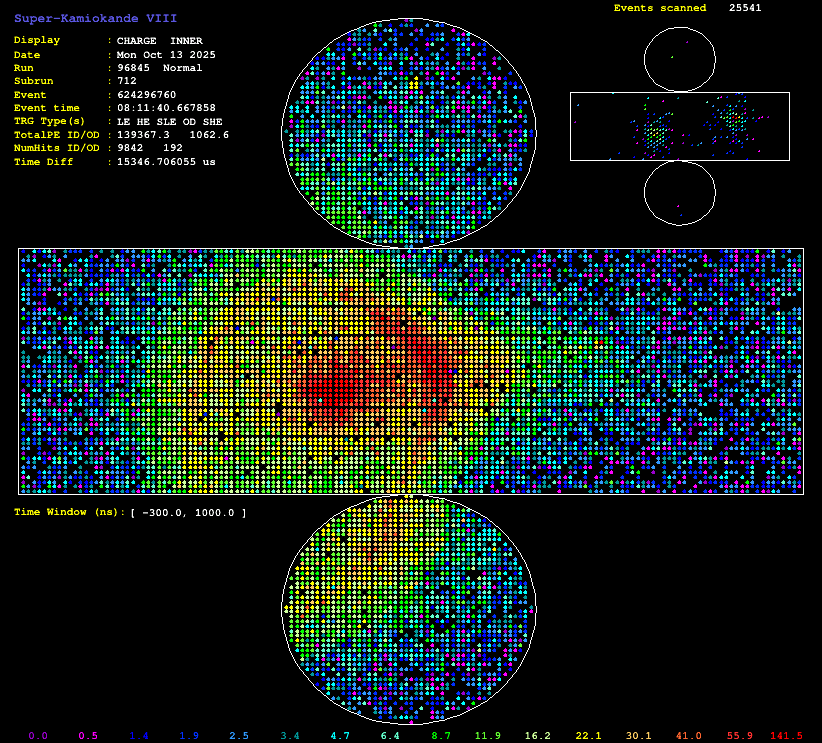 Super-Kamiokande VIII
Events scanned 25541
Display : CHARGE INNER
Date : Mon Oct 13 2025
Run : 96845 Normal
Subrun : 712
Event : 624296760
Event time : 08:11:40.667858
TRG Type(s) : LE HE SLE OD SHE
TotalPE ID/OD : 139367.3 1062.6
NumHits ID/OD : 9842 192
Time Diff : 15346.706055 us
Time Window (ns): [ -300.0, 1000.0 ]
0.0 0.5 1.4 1.9 2.5 3.4 4.7 6.4 8.7 11.9 16.2 22.1 30.1 41.0 55.9 141.5